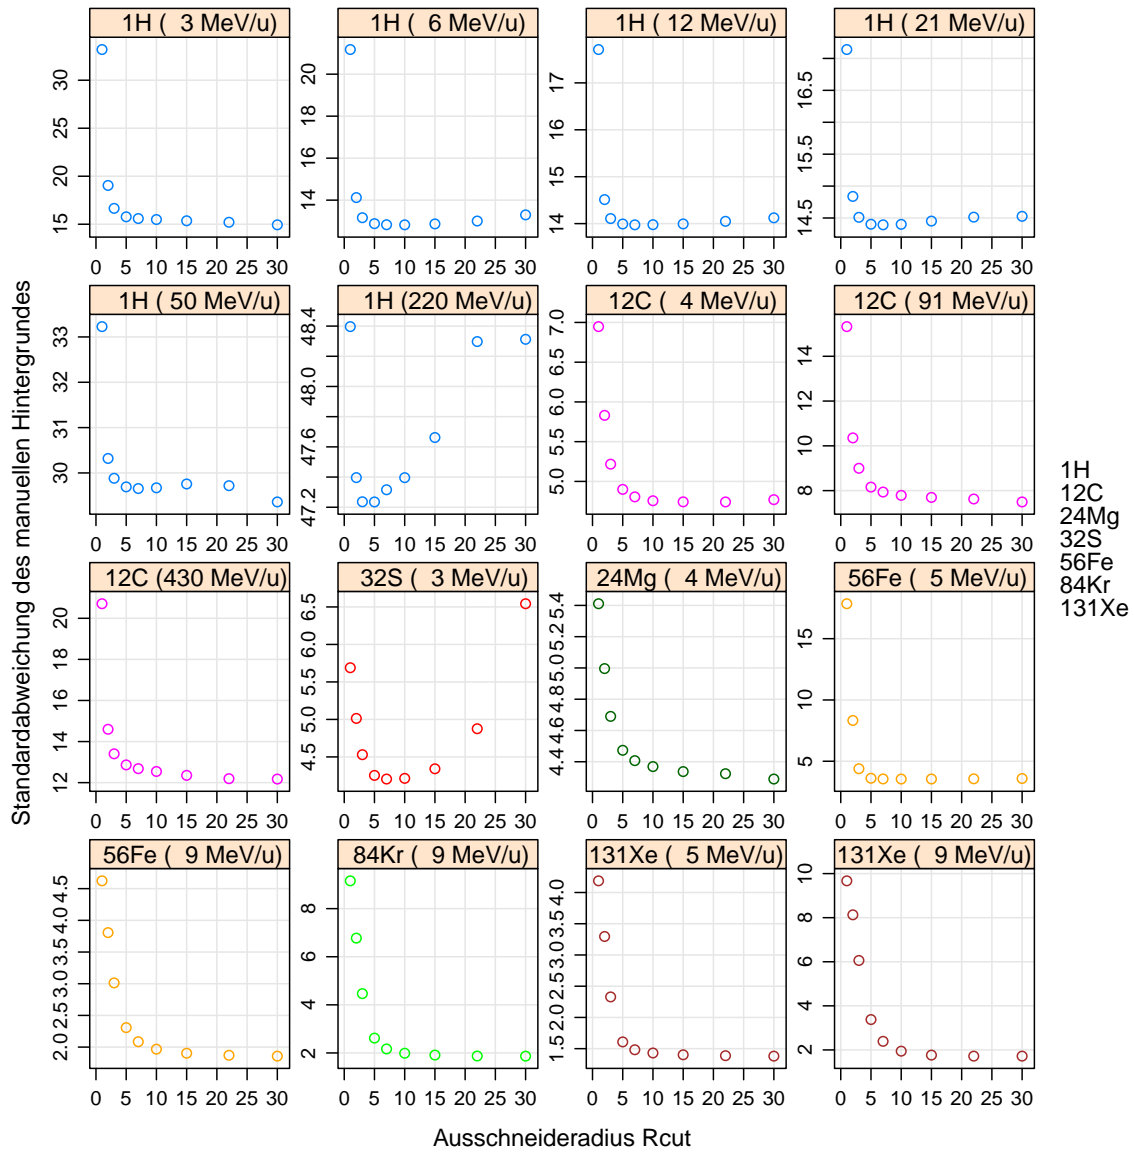 1H (  3 MeV/u)
1H (  6 MeV/u)
1H ( 12 MeV/u)
1H ( 21 MeV/u)
15 20 25 30
14 16 18 20
14 15 16 17
14.5 15.5 16.5
0 5 10 15 20 25 30
0 5 10 15 20 25 30
0 5 10 15 20 25 30
0 5 10 15 20 25 30
1H ( 50 MeV/u)
1H (220 MeV/u)
12C (  4 MeV/u)
12C ( 91 MeV/u)
30 31 32 33
47.2 47.6 48.0 48.4
5.0 5.5 6.0 6.5 7.0
8 10 12 14
0 5 10 15 20 25 30
0 5 10 15 20 25 30
0 5 10 15 20 25 30
0 5 10 15 20 25 30
12C (430 MeV/u)
32S (  3 MeV/u)
24Mg (  4 MeV/u)
56Fe (  5 MeV/u)
12 14 16 18 20
4.5 5.0 5.5 6.0 6.5
4.4 4.6 4.8 5.0 5.2 5.4
5 10 15
0 5 10 15 20 25 30
0 5 10 15 20 25 30
0 5 10 15 20 25 30
0 5 10 15 20 25 30
56Fe (  9 MeV/u)
84Kr (  9 MeV/u)
131Xe (  5 MeV/u)
131Xe (  9 MeV/u)
2.0 2.5 3.0 3.5 4.0 4.5
2 4 6 8
1.5 2.0 2.5 3.0 3.5 4.0
2 4 6 8 10
0 5 10 15 20 25 30
0 5 10 15 20 25 30
0 5 10 15 20 25 30
0 5 10 15 20 25 30
Standardabweichung des manuellen Hintergrundes
Ausschneideradius Rcut
1H
12C
24Mg
32S
56Fe
84Kr
131Xe